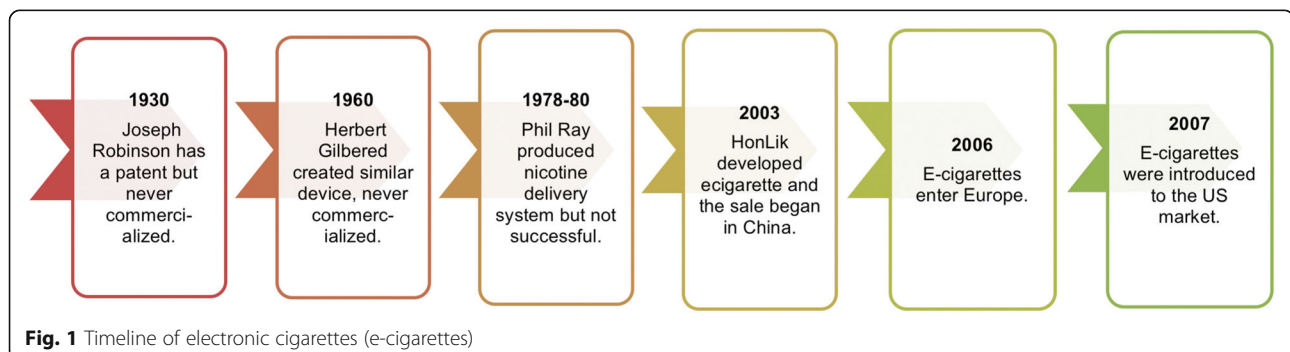 1930
Joseph
Robinson has
a patent but
never
commerci-
alized.
1960
Herbert
Gilbered
created similar
device, never
commerc-
ialized.
1978-80
Phil Ray
produced
nicotine
delivery
system but not
successful.
2003
HonLik
developed
ecigarette and
the sale began
in China.
2006
E-cigarettes
enter Europe.
2007
E-cigarettes
were introduced
to the US
market.
Fig. 1 Timeline of electronic cigarettes (e-cigarettes)